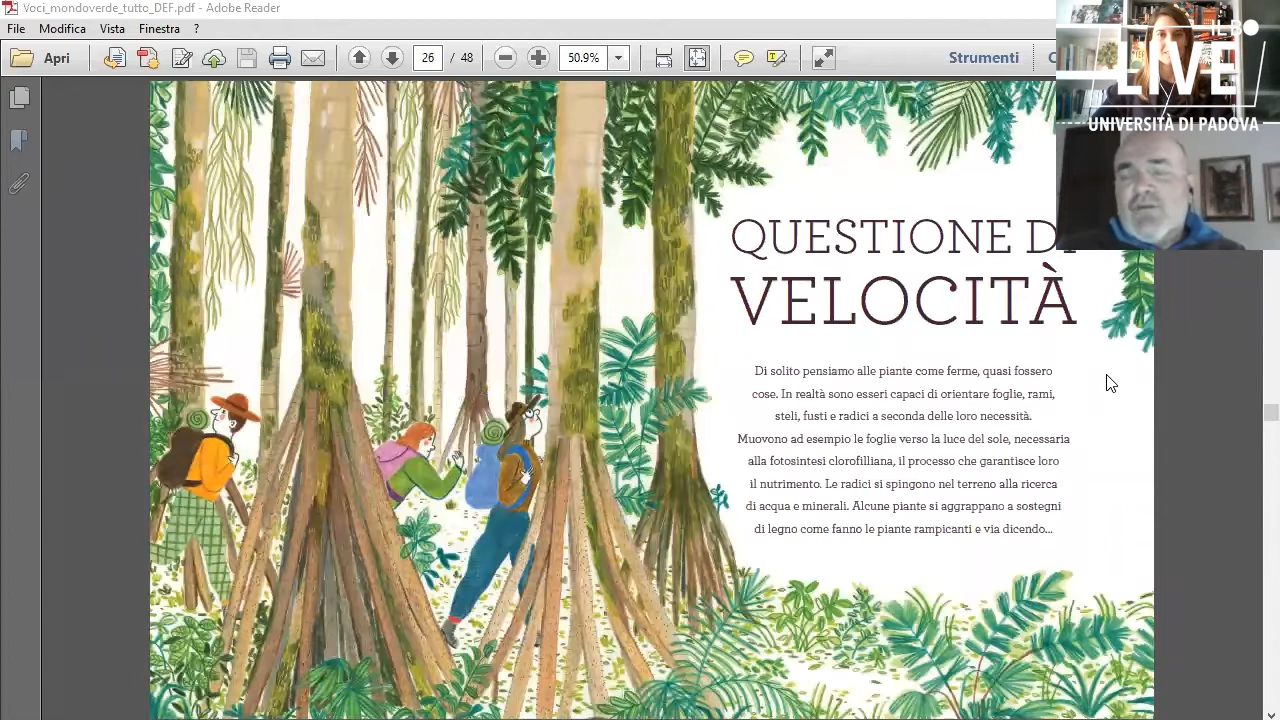 Voci_mondoverde_tutto_DEF.pdf - Adobe Reader
File Modifica Vista Finestra ?
Apri 26 / 48 50.9% Strumenti C
IL BO
LIVE
UNIVERSITÀ DI PADOVA
QUESTIONE DI
VELOCITÀ
Di solito pensiamo alle piante come ferme, quasi fossero
cose. In realtà sono esseri capaci di orientare foglie, rami,
steli, fusti e radici a seconda delle loro necessità.
Muovono ad esempio le foglie verso la luce del sole, necessaria
alla fotosintesi clorofilliana, il processo che garantisce loro
il nutrimento. Le radici si spingono nel terreno alla ricerca
di acqua e minerali. Alcune piante si aggrappano a sostegni
di legno come fanno le piante rampicanti e via dicendo...